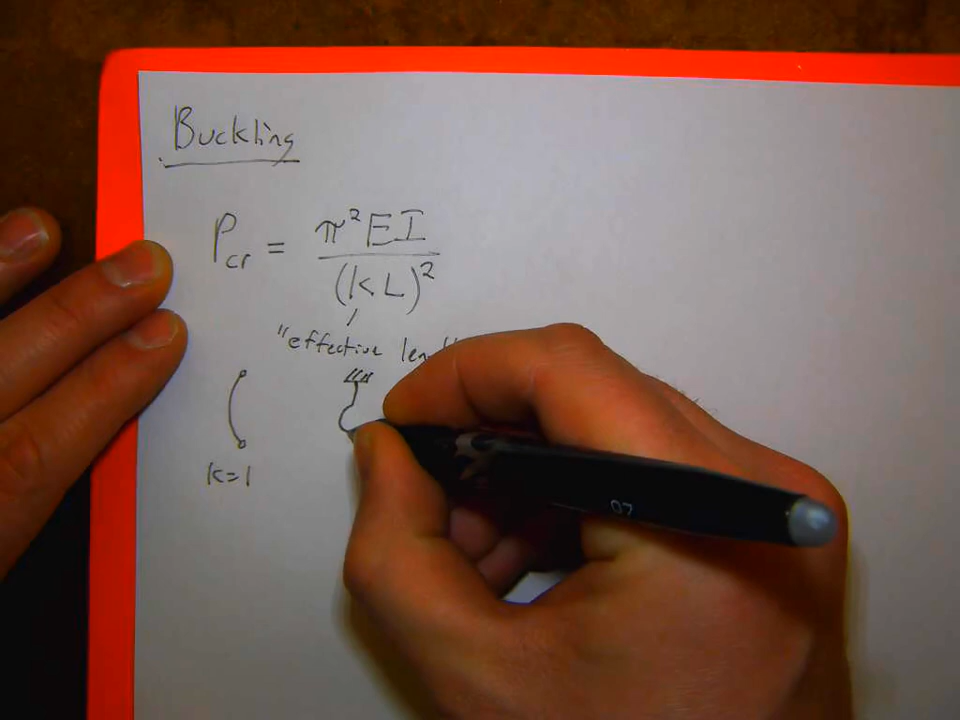 Buckling
Pcr = π²EI
(kL)²
"effective
k=1
07